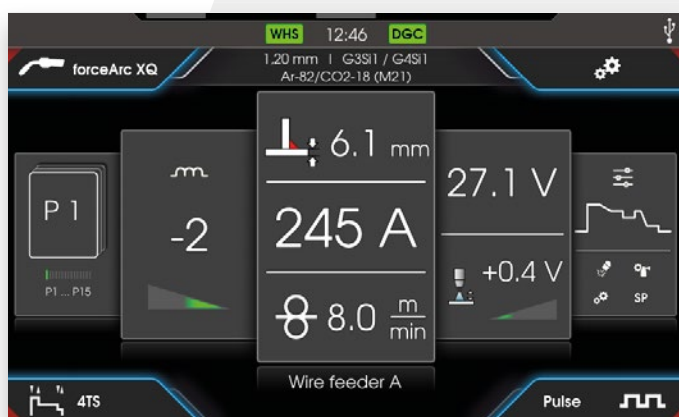 WHS 12:46 DGC
forceArc XQ
1.20 mm | G3Si1 / G4Si1
Ar-82/CO2-18 (M21)
P 1
P1 ... P15
-2
6.1 mm
245 A
8.0 m/min
27.1 V
+0.4 V
SP
Wire feeder A
4TS
Pulse